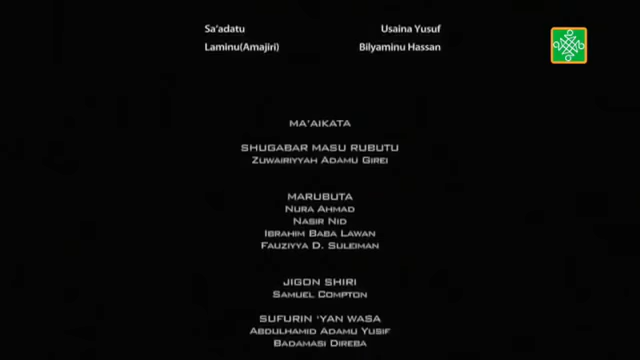 Sa'adatu Usaina Yusuf
Laminu(Amajiri) Bilyaminu Hassan
MA'AIKATA
SHUGABAR MASU RUBUTU
ZUWAIRIYYAH ADAMU GIREI
MARUBUTA
NURA AHMAD
NASIR NID
IBRAHIM BABA LAWAN
FAUZIYYA D. SULEIMAN
JIGON SHIRI
SAMUEL COMPTON
SUFURIN 'YAN WASA
ABDULHAMID ADAMU YUSIF
BADAMASI DIREBA